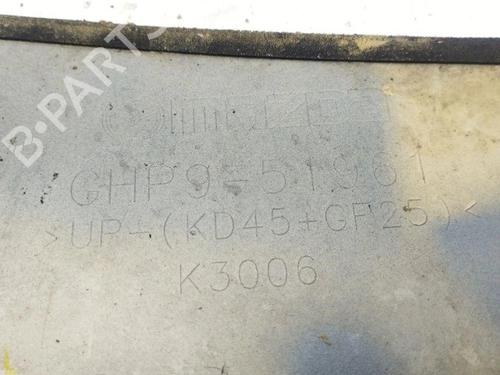 B-PARTS
GHP9-51961
>UP-(KD45+GF25)<
K3006